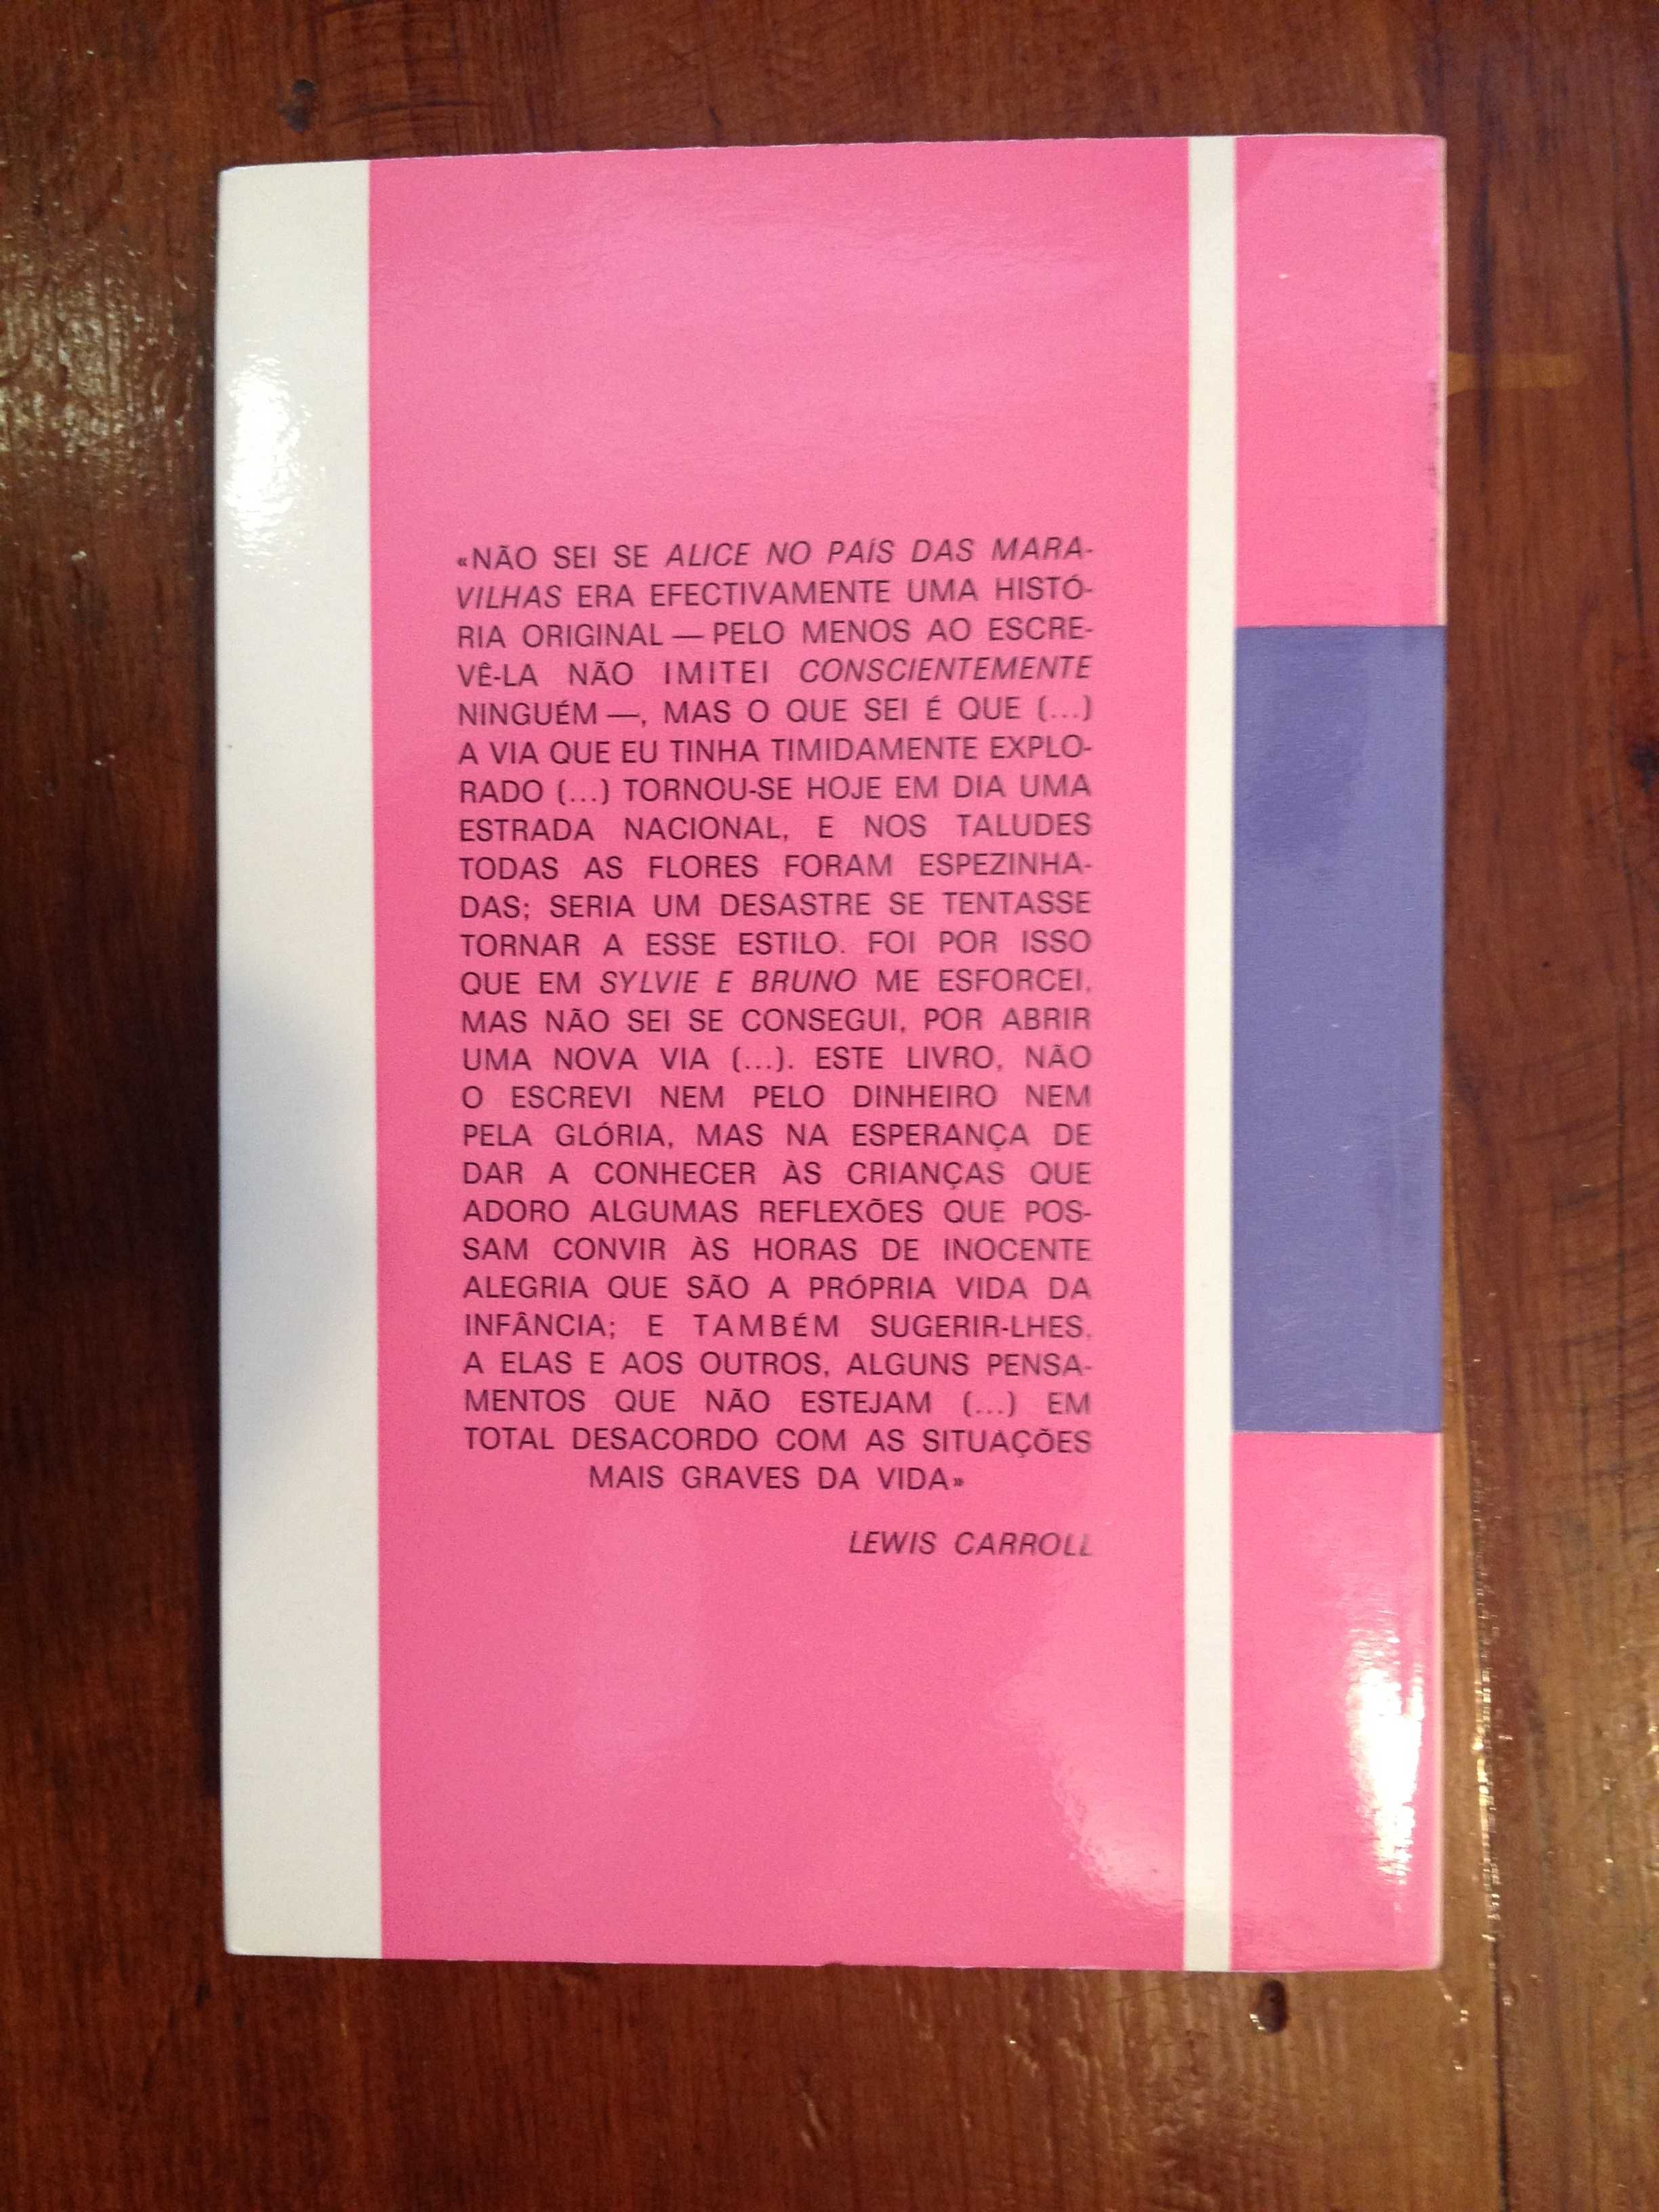 «NÃO SEI SE ALICE NO PAÍS DAS MARA-
VILHAS ERA EFECTIVAMENTE UMA HISTÓ-
RIA ORIGINAL — PELO MENOS AO ESCRE-
VÊ-LA NÃO IMITEI CONSCIENTEMENTE
NINGUÉM —, MAS O QUE SEI É QUE (...)
A VIA QUE EU TINHA TIMIDAMENTE EXPLO-
RADO (...) TORNOU-SE HOJE EM DIA UMA
ESTRADA NACIONAL, E NOS TALUDES
TODAS AS FLORES FORAM ESPEZINHA-
DAS; SERIA UM DESASTRE SE TENTASSE
TORNAR A ESSE ESTILO. FOI POR ISSO
QUE EM SYLVIE E BRUNO ME ESFORCEI,
MAS NÃO SEI SE CONSEGUI, POR ABRIR
UMA NOVA VIA (...). ESTE LIVRO, NÃO
O ESCREVI NEM PELO DINHEIRO NEM
PELA GLÓRIA, MAS NA ESPERANÇA DE
DAR A CONHECER ÀS CRIANÇAS QUE
ADORO ALGUMAS REFLEXÕES QUE POS-
SAM CONVIR ÀS HORAS DE INOCENTE
ALEGRIA QUE SÃO A PRÓPRIA VIDA DA
INFÂNCIA; E TAMBÉM SUGERIR-LHES,
A ELAS E AOS OUTROS, ALGUNS PENSA-
MENTOS QUE NÃO ESTEJAM (...) EM
TOTAL DESACORDO COM AS SITUAÇÕES
MAIS GRAVES DA VIDA»
LEWIS CARROLL